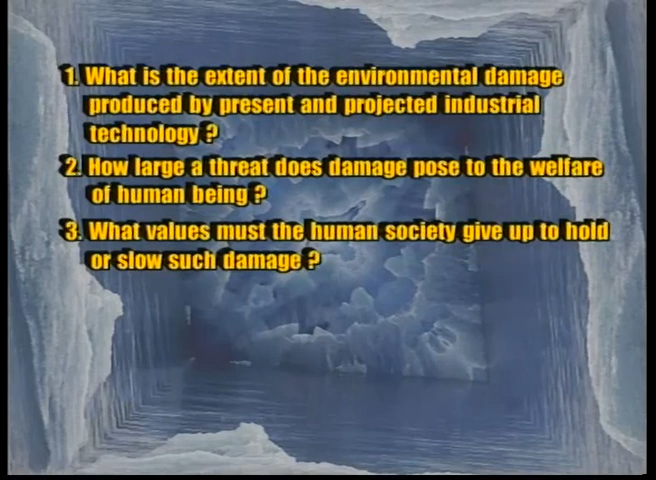 1. What is the extent of the environmental damage
produced by present and projected industrial
technology ?
2. How large a threat does damage pose to the welfare
of human being ?
3. What values must the human society give up to hold
or slow such damage ?